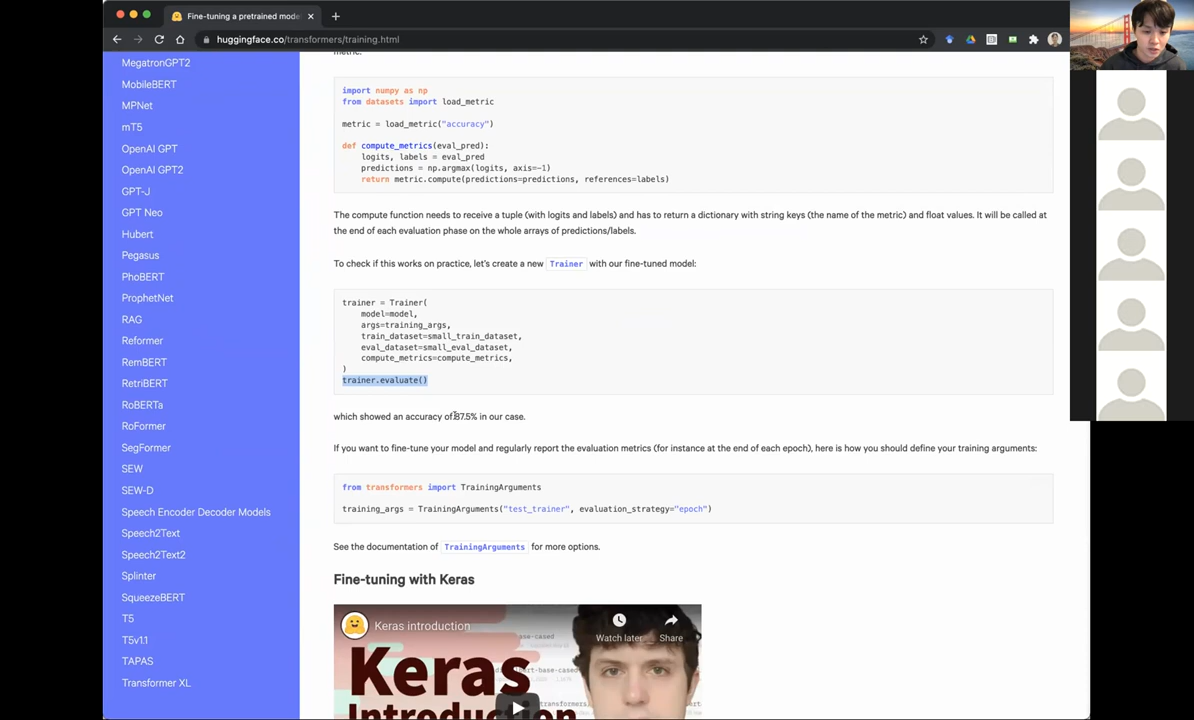 Fine-tuning a pretrained mode
huggingface.co/transformers/training.html
MegatronGPT2
MobileBERT
MPNet
mT5
OpenAI GPT
OpenAI GPT2
GPT-J
GPT Neo
Hubert
Pegasus
PhoBERT
ProphetNet
RAG
Reformer
RemBERT
RetriBERT
RoBERTa
RoFormer
SegFormer
SEW
SEW-D
Speech Encoder Decoder Models
Speech2Text
Speech2Text2
Splinter
SqueezeBERT
T5
T5v1.1
TAPAS
Transformer XL
metric.
import numpy as np
from datasets import load_metric
metric = load_metric("accuracy")
def compute_metrics(eval_pred):
logits, labels = eval_pred
predictions = np.argmax(logits, axis=-1)
return metric.compute(predictions=predictions, references=labels)
The compute function needs to receive a tuple (with logits and labels) and has to return a dictionary with string keys (the name of the metric) and float values. It will be called at
the end of each evaluation phase on the whole arrays of predictions/labels.
To check if this works on practice, let's create a new Trainer with our fine-tuned model:
trainer = Trainer(
model=model,
args=training_args,
train_dataset=small_train_dataset,
eval_dataset=small_eval_dataset,
compute_metrics=compute_metrics,
)
trainer.evaluate()
which showed an accuracy of 87.5% in our case.
If you want to fine-tune your model and regularly report the evaluation metrics (for instance at the end of each epoch), here is how you should define your training arguments:
from transformers import TrainingArguments
training_args = TrainingArguments("test_trainer", evaluation_strategy="epoch")
See the documentation of TrainingArguments for more options.
Fine-tuning with Keras
Keras introduction
Watch later
Share
Keras
Introduction